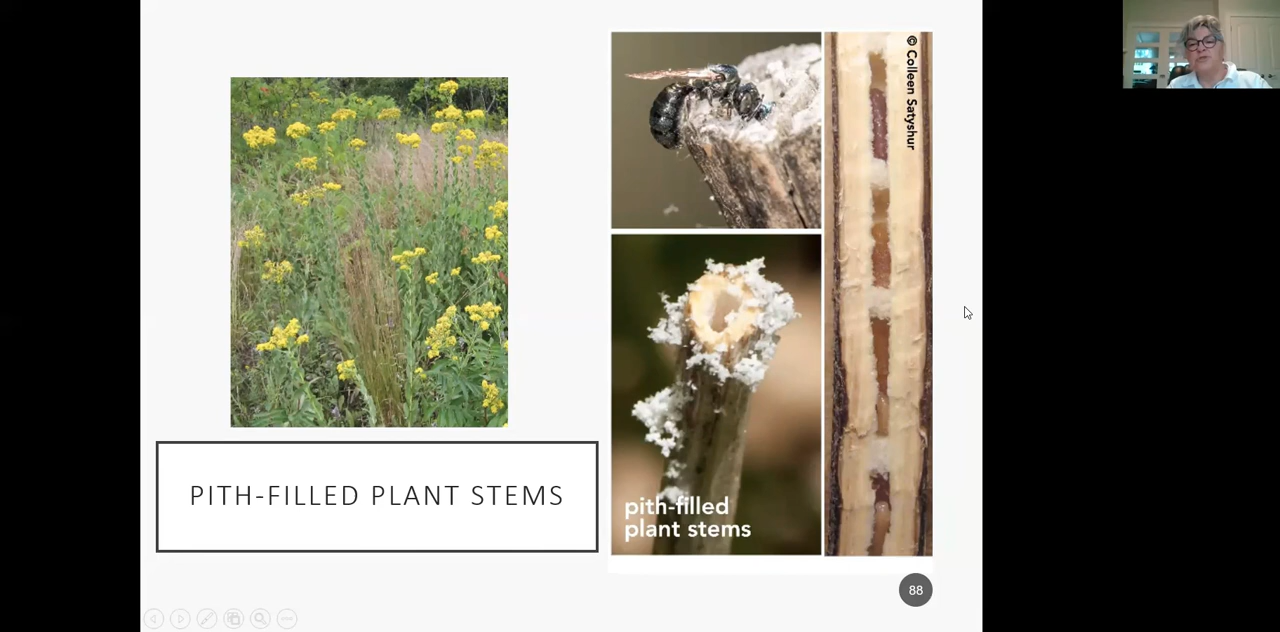 PITH-FILLED PLANT STEMS
© Colleen Satyshur
pith-filled
plant stems
88